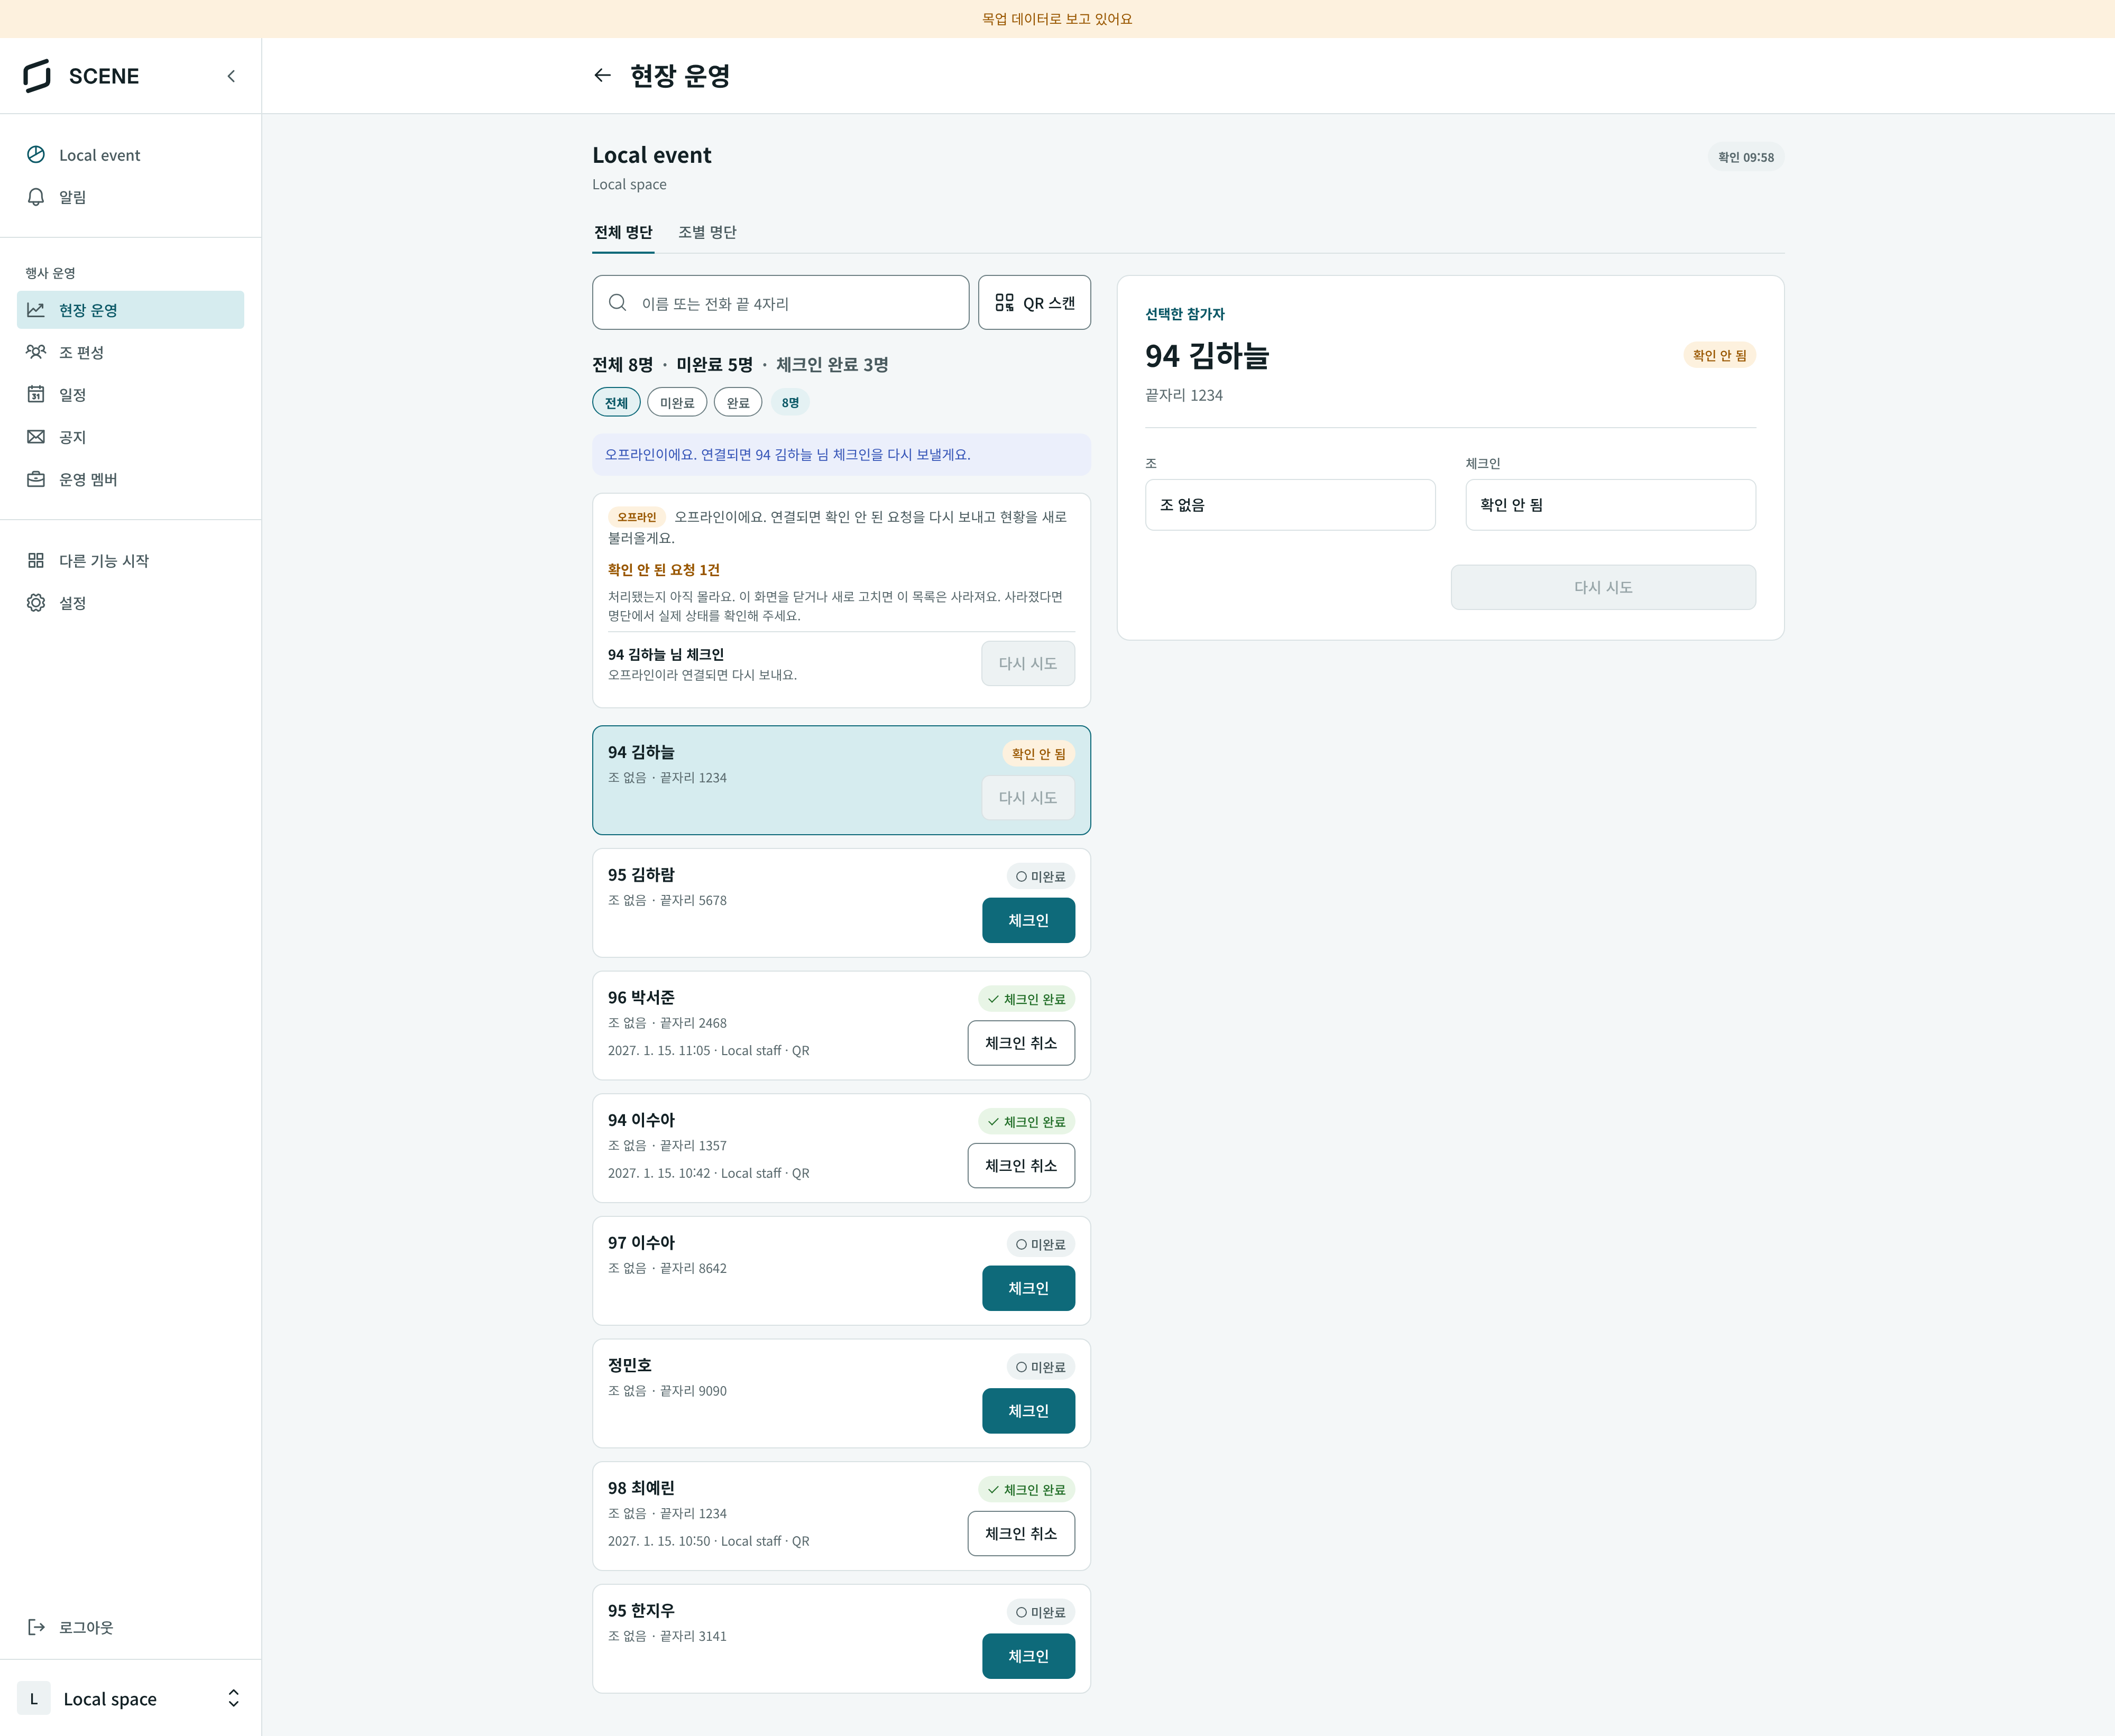 목업 데이터로 보고 있어요
SCENE
Local event
알림
행사 운영
현장 운영
조 편성
일정
공지
운영 멤버
다른 기능 시작
설정
로그아웃
L Local space
현장 운영
Local event
Local space
확인 09:58
전체 명단 조별 명단
이름 또는 전화 끝 4자리
QR 스캔
전체 8명 · 미완료 5명 · 체크인 완료 3명
전체 미완료 완료 8명
오프라인이에요. 연결되면 94 김하늘 님 체크인을 다시 보낼게요.
오프라인 오프라인이에요. 연결되면 확인 안 된 요청을 다시 보내고 현황을 새로
불러올게요.
확인 안 된 요청 1건
처리됐는지 아직 몰라요. 이 화면을 닫거나 새로 고치면 이 목록은 사라져요. 사라졌다면
명단에서 실제 상태를 확인해 주세요.
94 김하늘 님 체크인
오프라인이라 연결되면 다시 보내요.
다시 시도
94 김하늘
조 없음 · 끝자리 1234
확인 안 됨
다시 시도
95 김하람
조 없음 · 끝자리 5678
미완료
체크인
96 박서준
조 없음 · 끝자리 2468
2027. 1. 15. 11:05 · Local staff · QR
체크인 완료
체크인 취소
94 이수아
조 없음 · 끝자리 1357
2027. 1. 15. 10:42 · Local staff · QR
체크인 완료
체크인 취소
97 이수아
조 없음 · 끝자리 8642
미완료
체크인
정민호
조 없음 · 끝자리 9090
미완료
체크인
98 최예린
조 없음 · 끝자리 1234
2027. 1. 15. 10:50 · Local staff · QR
체크인 완료
체크인 취소
95 한지우
조 없음 · 끝자리 3141
미완료
체크인
선택한 참가자
94 김하늘
확인 안 됨
끝자리 1234
조
조 없음
체크인
확인 안 됨
다시 시도